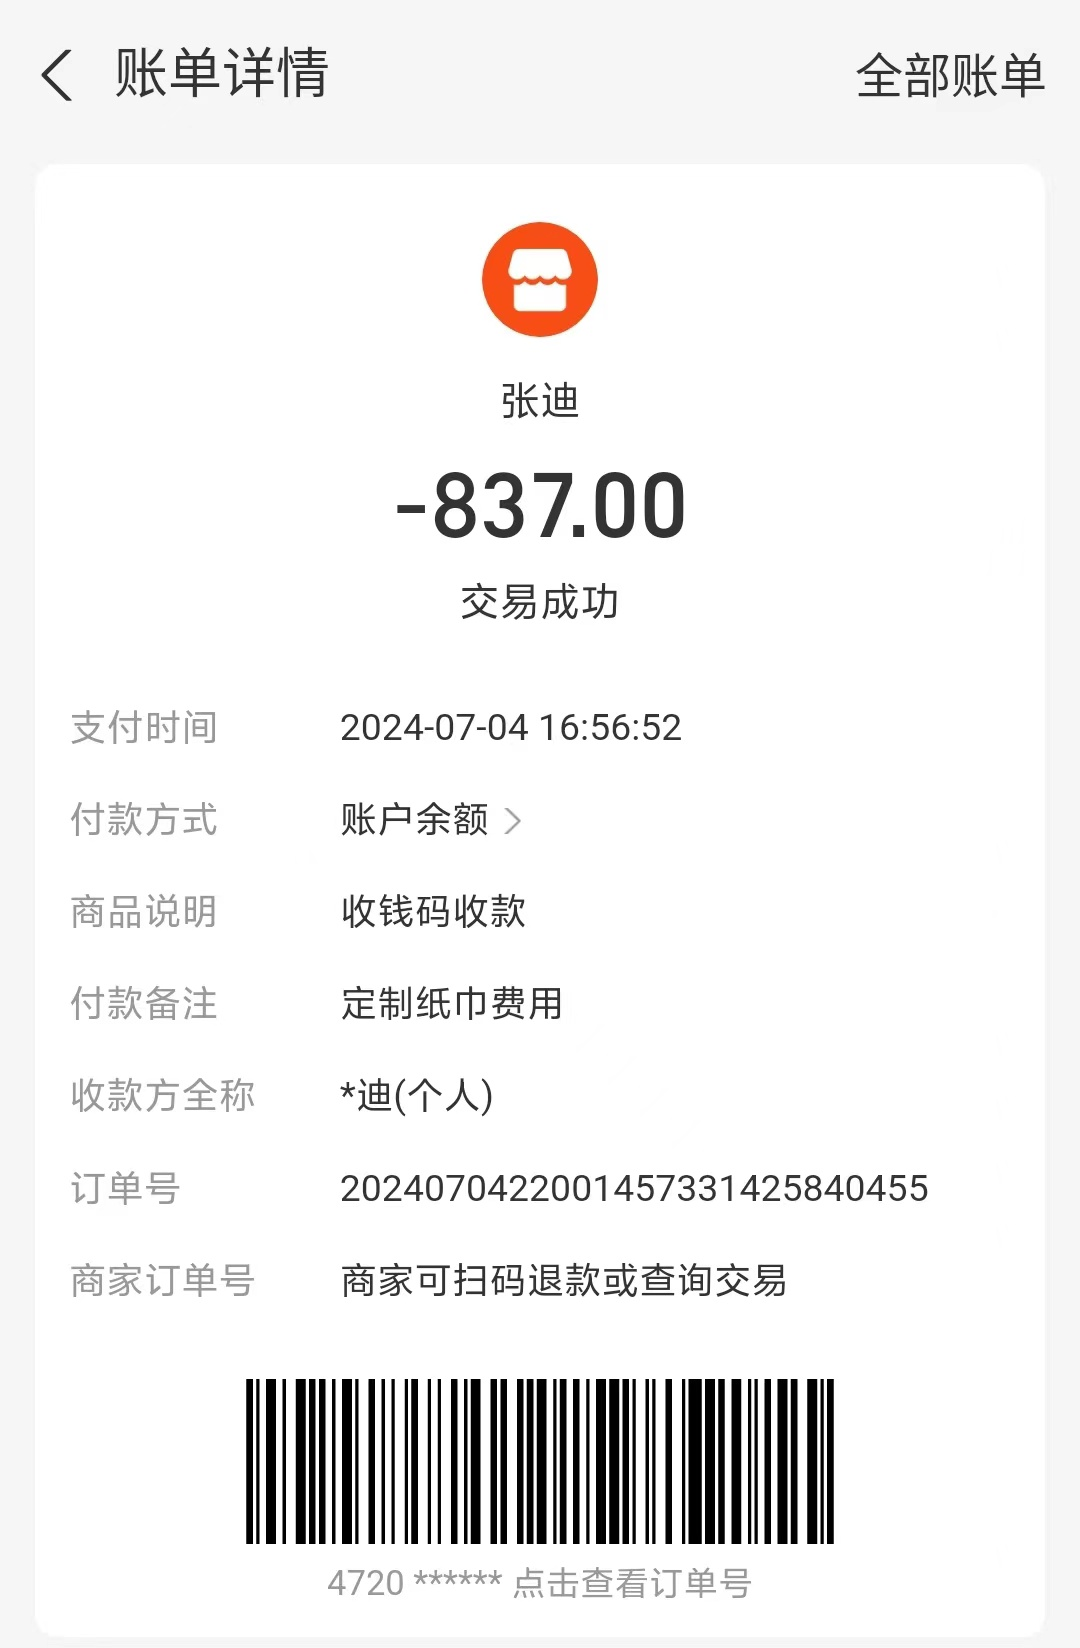 账单详情 全部账单
张迪
-837.00
交易成功
支付时间 2024-07-04 16:56:52
付款方式 账户余额
商品说明 收钱码收款
付款备注 定制纸巾费用
收款方全称 *迪(个人)
订单号 2024070422001457331425840455
商家订单号 商家可扫码退款或查询交易
4720 ****** 点击查看订单号